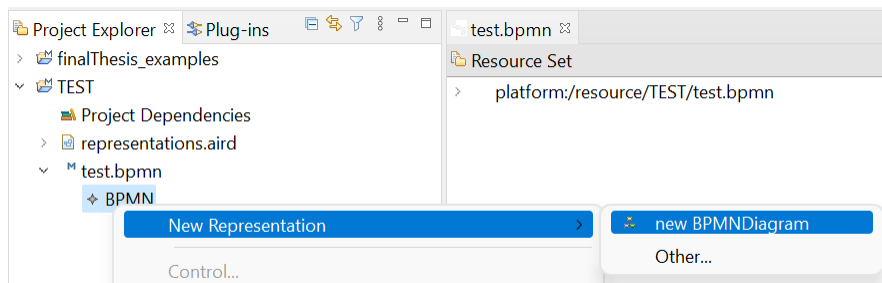 Project Explorer Plug-ins
finalThesis_examples
TEST
Project Dependencies
representations.aird
M test.bpmn
BPMN
New Representation
Control...
test.bpmn
Resource Set
platform:/resource/TEST/test.bpmn
new BPMNDiagram
Other...